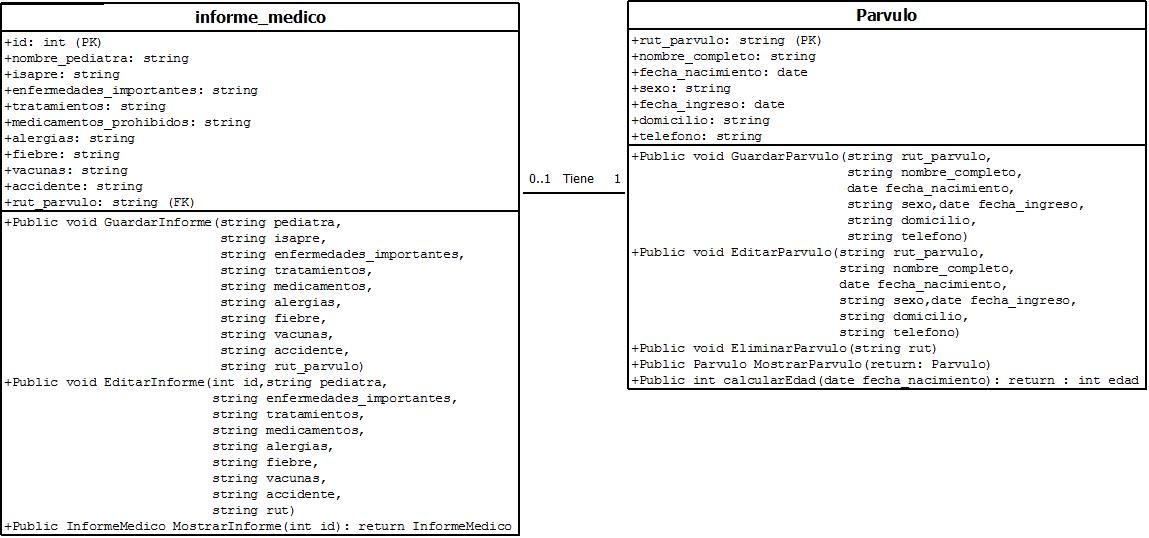 informe_medico
+id: int (PK)
+nombre_pediatra: string
+isapre: string
+enfermedades_importantes: string
+tratamientos: string
+medicamentos_prohibidos: string
+alergias: string
+fiebre: string
+vacunas: string
+accidente: string
+rut_parvulo: string (FK)
+Public void GuardarInforme(string pediatra,
string isapre,
string enfermedades_importantes,
string tratamientos,
string medicamentos,
string alergias,
string fiebre,
string vacunas,
string accidente,
string rut_parvulo)
+Public void EditarInforme(int id,string pediatra,
string enfermedades_importantes,
string tratamientos,
string medicamentos,
string alergias,
string fiebre,
string vacunas,
string accidente,
string rut)
+Public InformeMedico MostrarInforme(int id): return InformeMedico
0..1 Tiene 1
Parvulo
+rut_parvulo: string (PK)
+nombre_completo: string
+fecha_nacimiento: date
+sexo: string
+fecha_ingreso: date
+domicilio: string
+telefono: string
+Public void GuardarParvulo(string rut_parvulo,
string nombre_completo,
date fecha_nacimiento,
string sexo,date fecha_ingreso,
string domicilio,
string telefono)
+Public void EditarParvulo(string rut_parvulo,
string nombre_completo,
date fecha_nacimiento,
string sexo,date fecha_ingreso,
string domicilio,
string telefono)
+Public void EliminarParvulo(string rut)
+Public Parvulo MostrarParvulo(return: Parvulo)
+Public int calcularEdad(date fecha_nacimiento): return : int edad